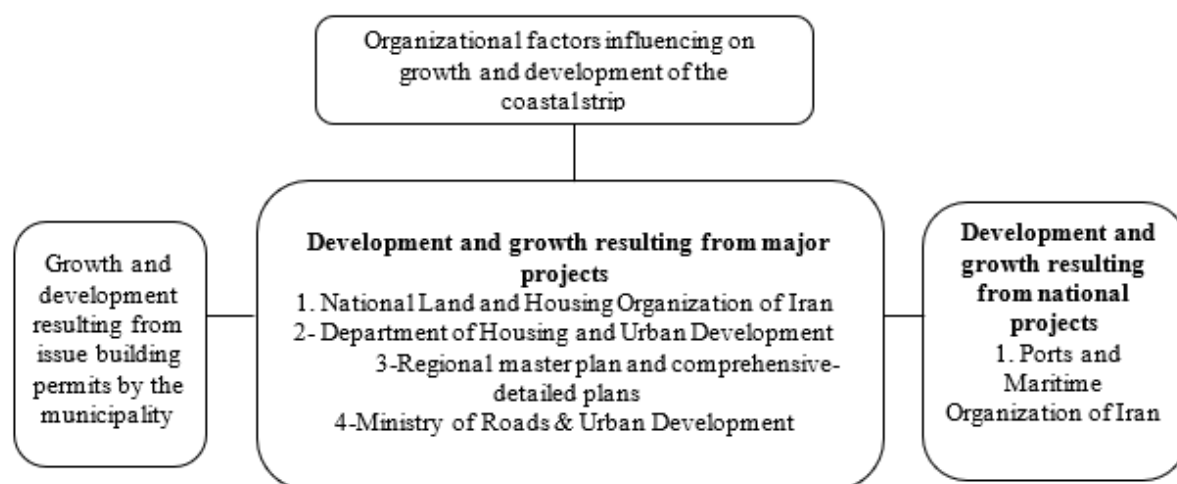 Organizational factors influencing on
growth and development of the
coastal strip
Growth and
development
resulting from
issue building
permits by the
municipality
Development and growth resulting from major
projects
1. National Land and Housing Organization of Iran
2- Department of Housing and Urban Development
3-Regional master plan and comprehensive-
detailed plans
4-Ministry of Roads & Urban Development
Development and
growth resulting
from national
projects
1. Ports and
Maritime
Organization of Iran